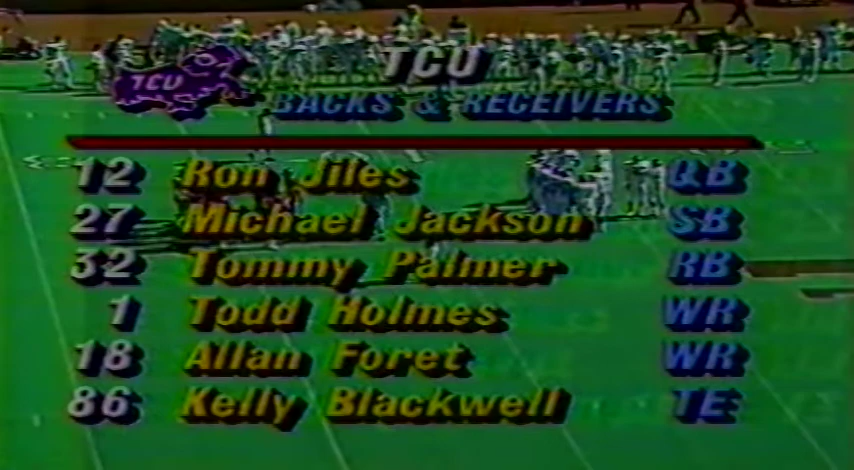 TCU
TCU
BACKS & RECEIVERS
12 Ron Jiles QB
27 Michael Jackson SB
32 Tommy Palmer RB
1 Todd Holmes WR
18 Allan Foret WR
86 Kelly Blackwell TE